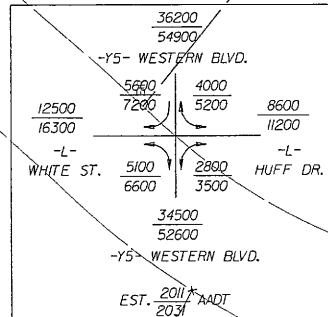 36200
54900
-Y5- WESTERN BLVD.
5600 4000
7200 5200
12500 8600
16300 11200
-L- -L-
WHITE ST. 5100 2800 HUFF DR.
6600 3500
34500
52600
-Y5- WESTERN BLVD.
EST. 2011 AADT
2031